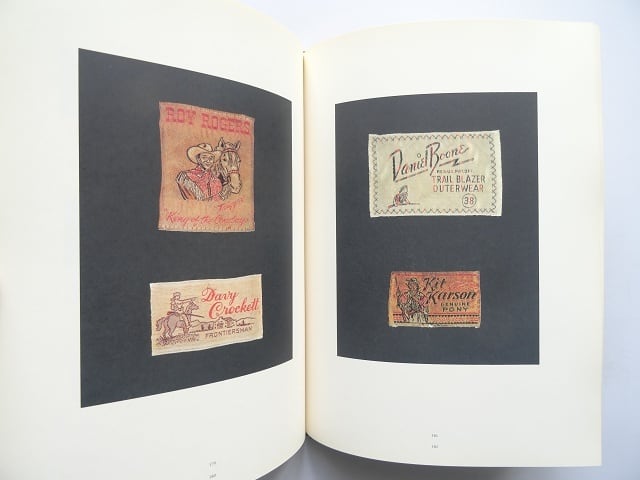 ROY ROGERS
King of the Cowboys
Davy
Crockett
FRONTIERSMAN
Daniel Boone
TRAIL BLAZER
OUTERWEAR
38
Kit
Karson
GENUINE
PONY